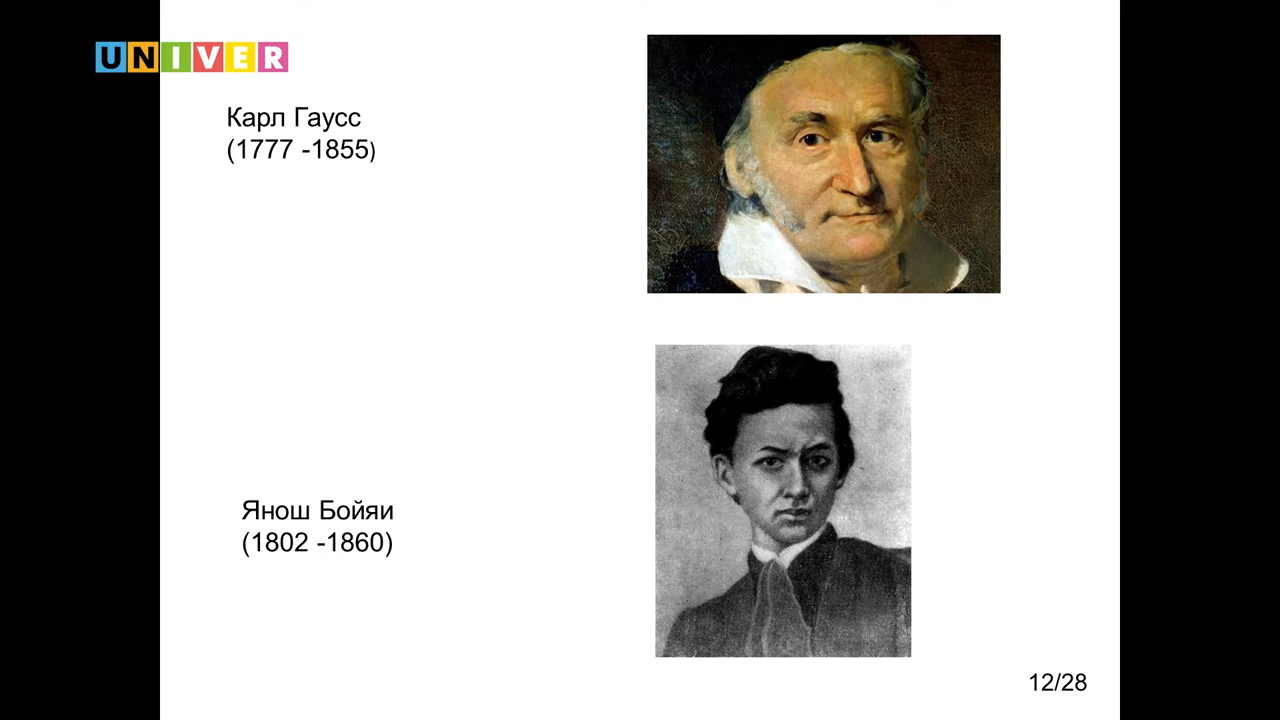 UNIVER
Карл Гаусс
(1777 -1855)
Янош Бойяи
(1802 -1860)
12/28